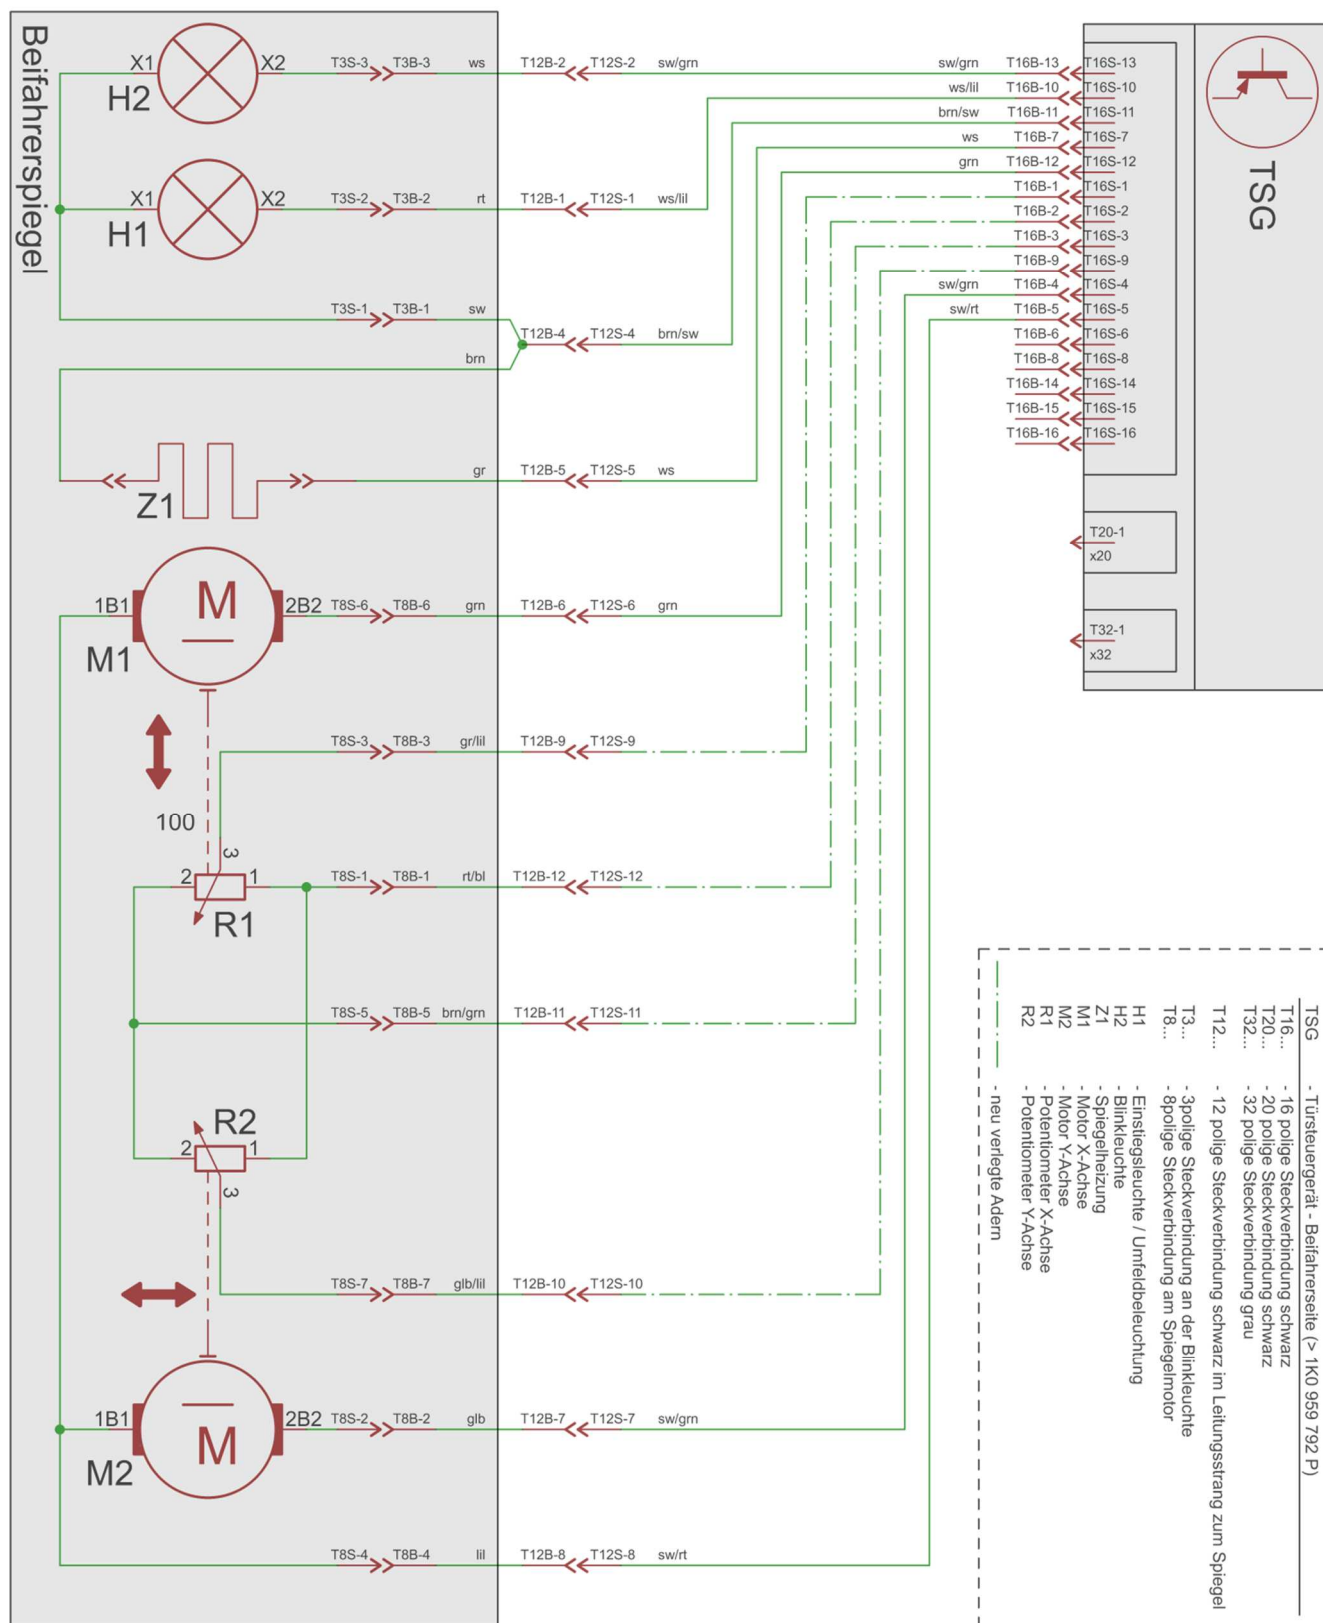 Beifahrerspiegel
X1 X2 T3S-3 T3B-3 ws T12B-2 T12S-2 sw/grn sw/grn T16B-13 T16S-13
H2
ws/lil T16B-10 T16S-10
brn/sw T16B-11 T16S-11
ws T16B-7 T16S-7
grn T16B-12 T16S-12
T16B-1 T16S-1
X1 X2 T3S-2 T3B-2 rt T12B-1 T12S-1 ws/lil
H1
T16B-2 T16S-2
T16B-3 T16S-3
T16B-9 T16S-9
sw/grn T16B-4 T16S-4
sw/rt T16B-5 T16S-5
T16B-6 T16S-6
T16B-8 T16S-8
T16B-14 T16S-14
T16B-15 T16S-15
T16B-16 T16S-16
TSG
T3S-1 T3B-1 sw
T12B-4 T12S-4 brn/sw
brn
gr T12B-5 T12S-5 ws
Z1
T20-1
x20
T32-1
x32
1B1 M 2B2 T8S-6 T8B-6 grn T12B-6 T12S-6 grn
M1
T8S-3 T8B-3 gr/lil T12B-9 T12S-9
100
3
2 1 T8S-1 T8B-1 rt/bl T12B-12 T12S-12
R1
T8S-5 T8B-5 brn/grn T12B-11 T12S-11
R2
2 1
3
T8S-7 T8B-7 glb/lil T12B-10 T12S-10
1B1 M 2B2 T8S-2 T8B-2 glb T12B-7 T12S-7 sw/grn
M2
T8S-4 T8B-4 lil T12B-8 T12S-8 sw/rt
TSG - Türsteuergerät - Beifahrerseite (> 1K0 959 792 P)
T16... - 16 polige Steckverbindung schwarz
T20... - 20 polige Steckverbindung schwarz
T32... - 32 polige Steckverbindung grau
T12... - 12 polige Steckverbindung schwarz im Leitungsstrang zum Spiegel
T3... - 3polige Steckverbindung an der Blinkleuchte
T8... - 8polige Steckverbindung am Spiegelmotor
H1 - Einstiegsleuchte / Umfeldbeleuchtung
H2 - Blinkleuchte
Z1 - Spiegelheizung
M1 - Motor X-Achse
M2 - Motor Y-Achse
R1 - Potentiometer X-Achse
R2 - Potentiometer Y-Achse
- neu verlegte Adern